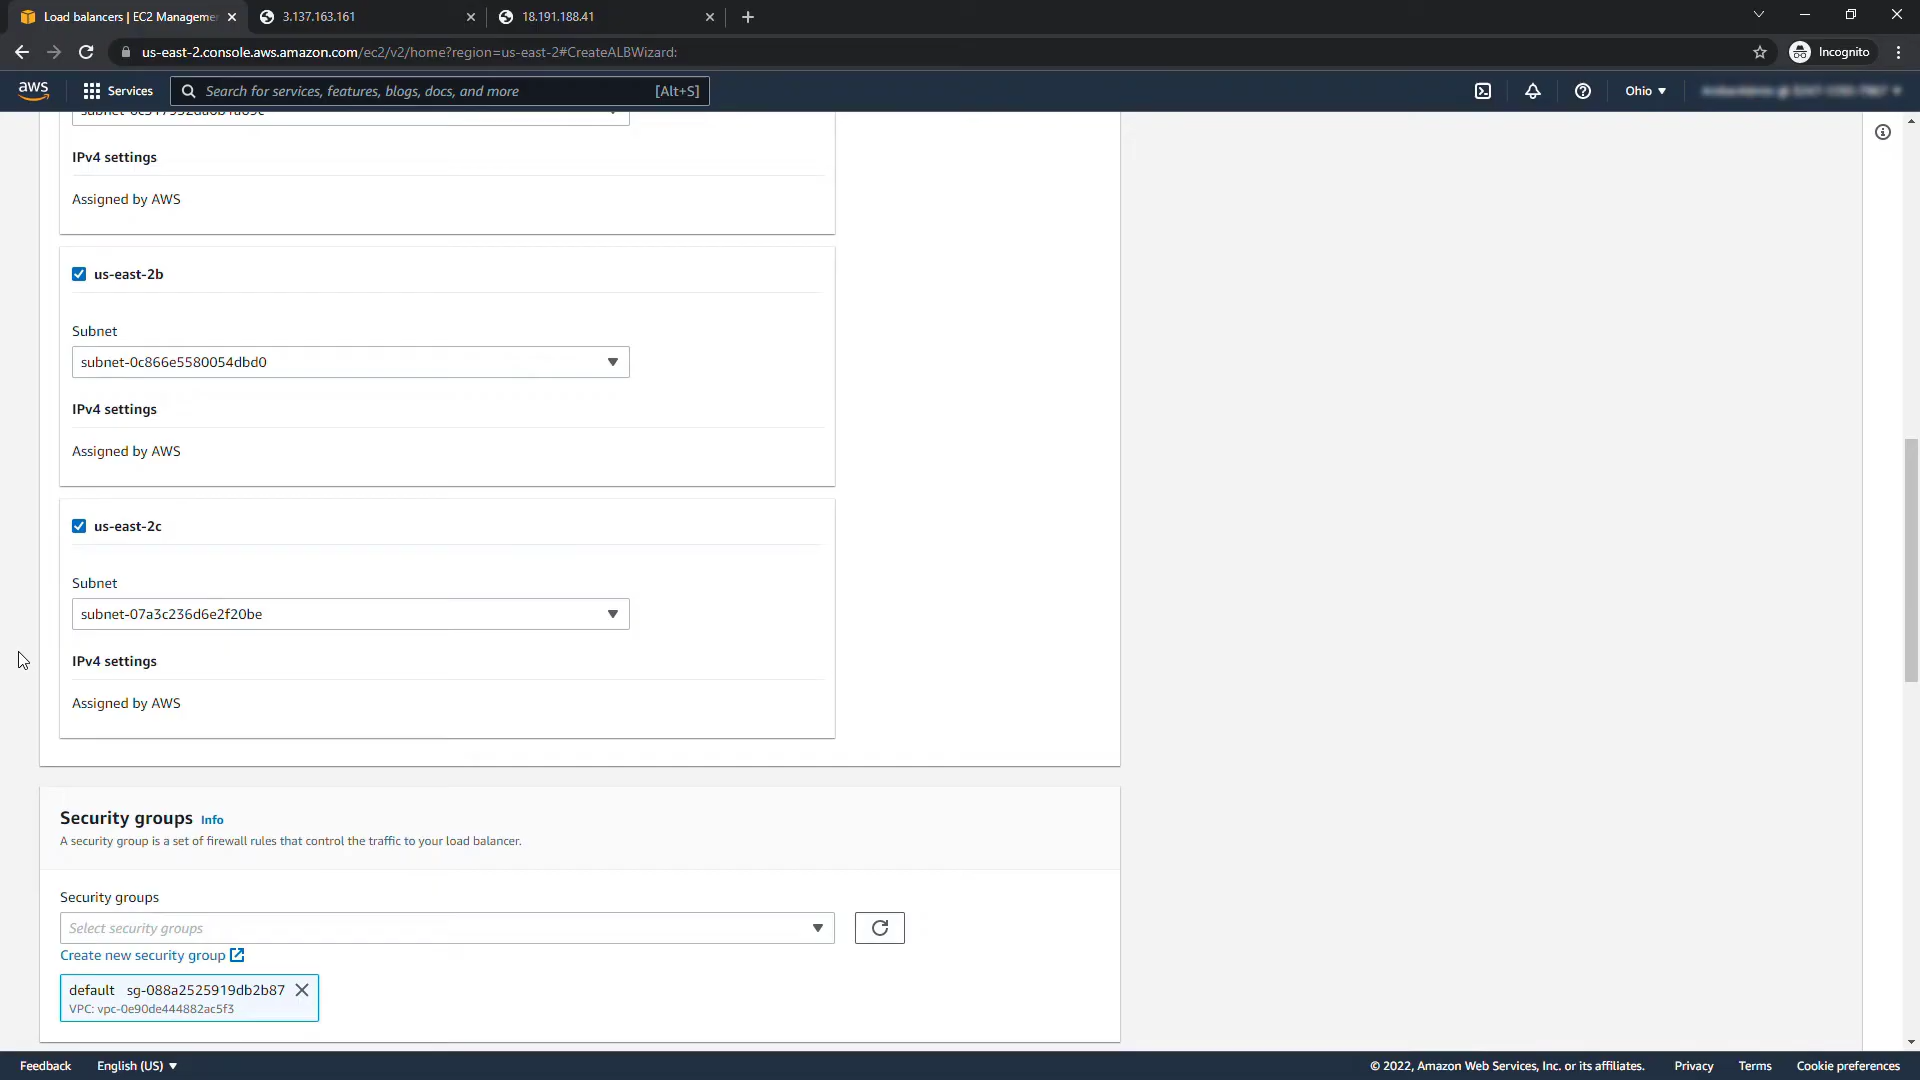 Load balancers | EC2 Manageme
3.137.163.161
18.191.188.41
us-east-2.console.aws.amazon.com/ec2/v2/home?region=us-east-2#CreateALBWizard:
Incognito
aws
Services
Search for services, features, blogs, docs, and more
[Alt+S]
Ohio
IPv4 settings
Assigned by AWS
us-east-2b
Subnet
subnet-0c866e5580054dbd0
IPv4 settings
Assigned by AWS
us-east-2c
Subnet
subnet-07a3c236d6e2f20be
IPv4 settings
Assigned by AWS
Security groups Info
A security group is a set of firewall rules that control the traffic to your load balancer.
Security groups
Select security groups
Create new security group
default sg-088a2525919db2b87
VPC: vpc-0e90de444882ac5f3
Feedback
English (US)
© 2022, Amazon Web Services, Inc. or its affiliates.
Privacy
Terms
Cookie preferences